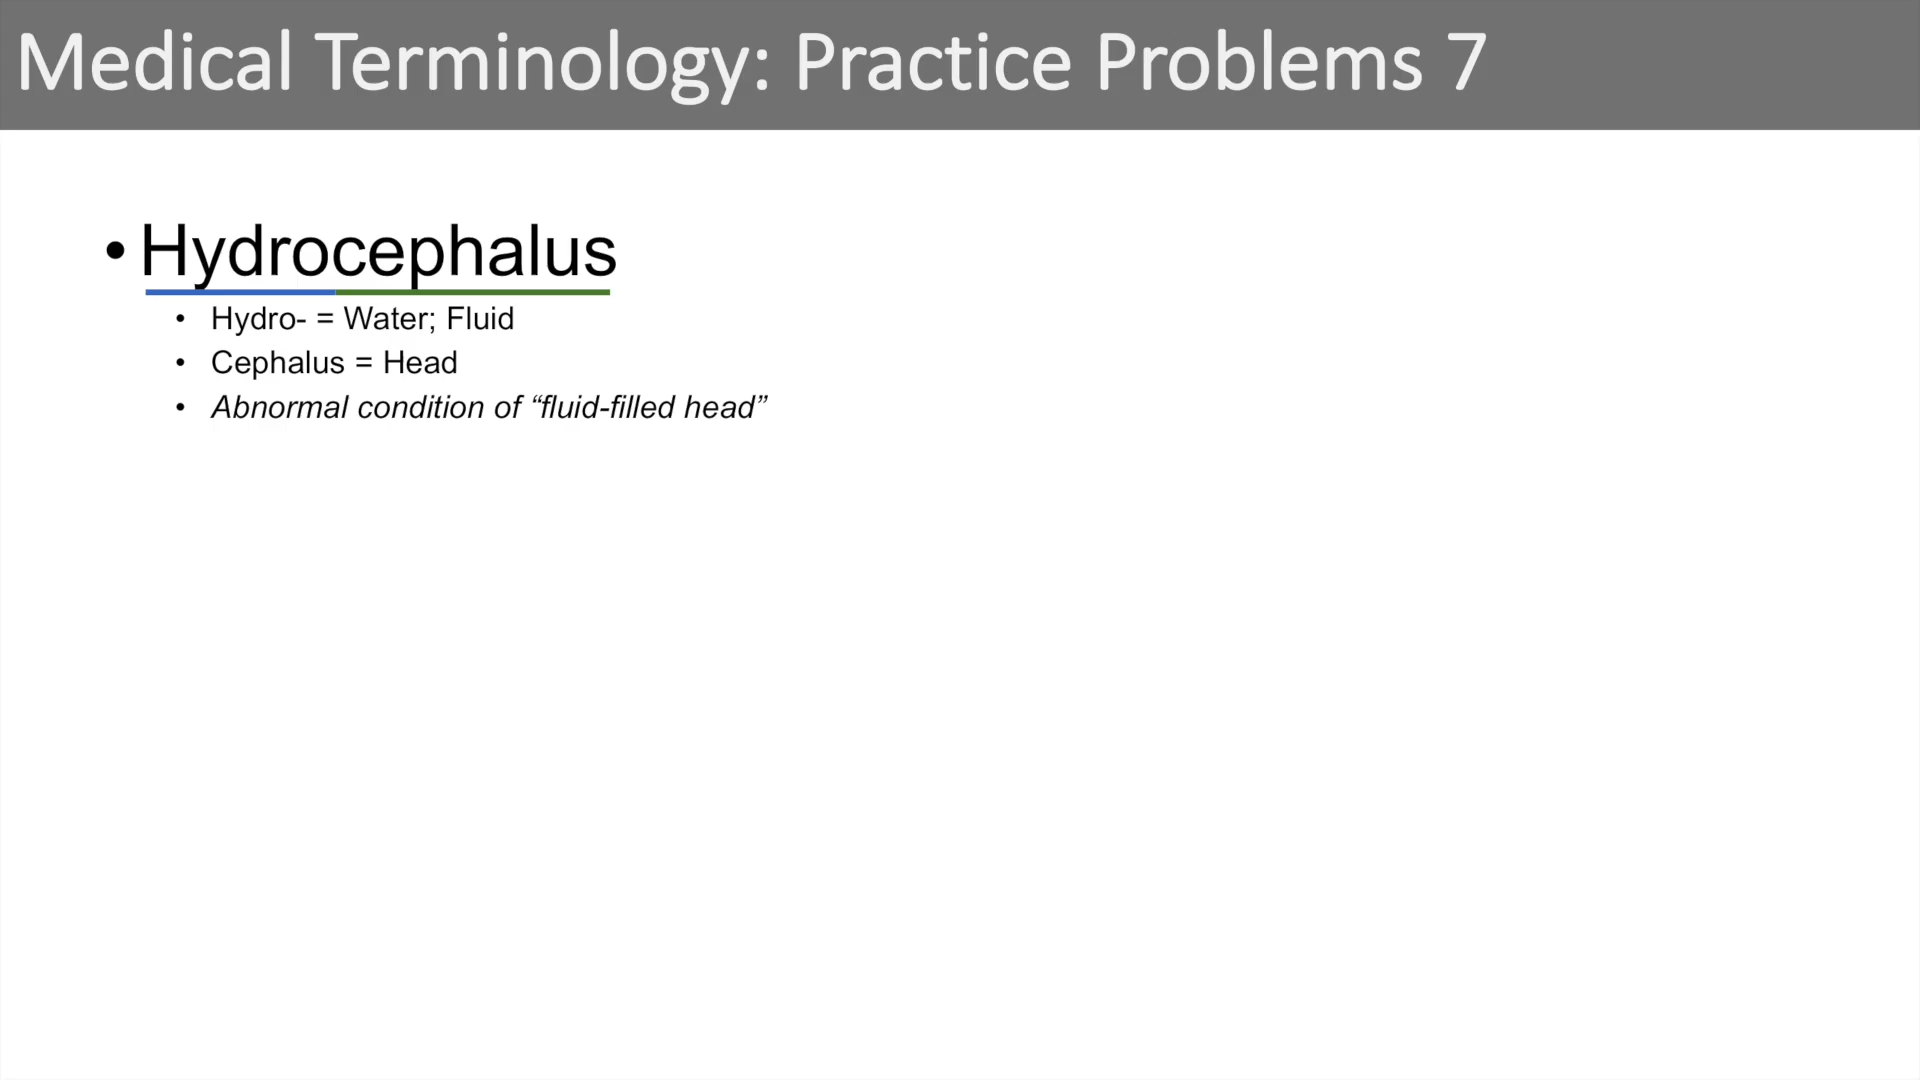 Medical Terminology: Practice Problems 7
• Hydrocephalus
• Hydro- = Water; Fluid
• Cephalus = Head
• Abnormal condition of “fluid-filled head”